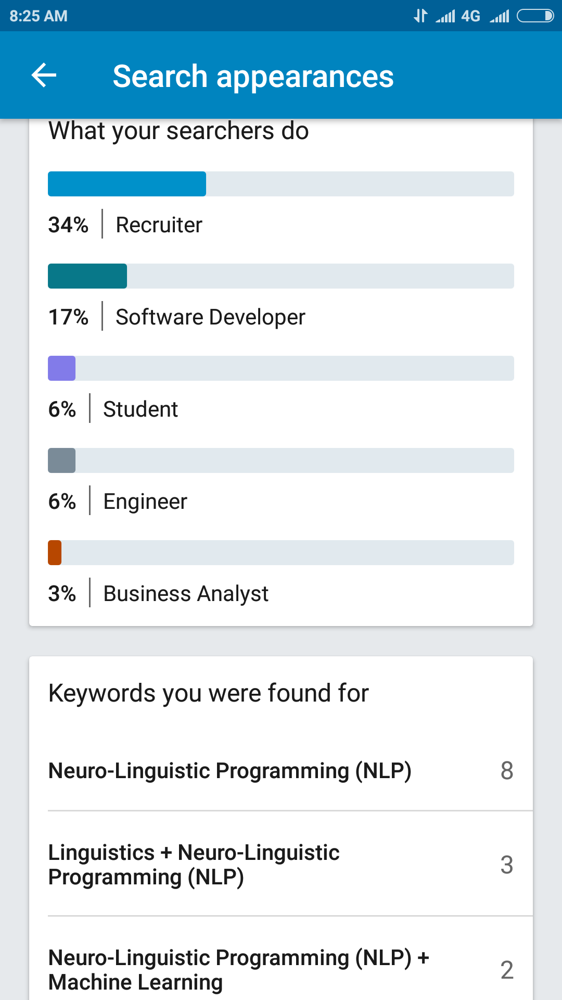 8:25 AM
4G
Search appearances
What your searchers do
34% Recruiter
17% Software Developer
6% Student
6% Engineer
3% Business Analyst
Keywords you were found for
Neuro-Linguistic Programming (NLP) 8
Linguistics + Neuro-Linguistic
Programming (NLP) 3
Neuro-Linguistic Programming (NLP) +
Machine Learning 2